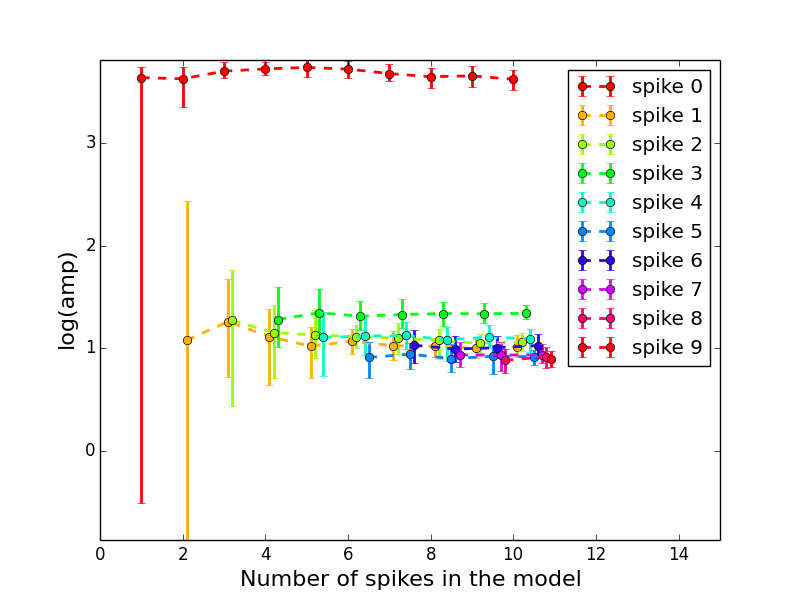 log(amp)
3
2
1
0
0
2
4
6
8
10
12
14
Number of spikes in the model
spike 0
spike 1
spike 2
spike 3
spike 4
spike 5
spike 6
spike 7
spike 8
spike 9